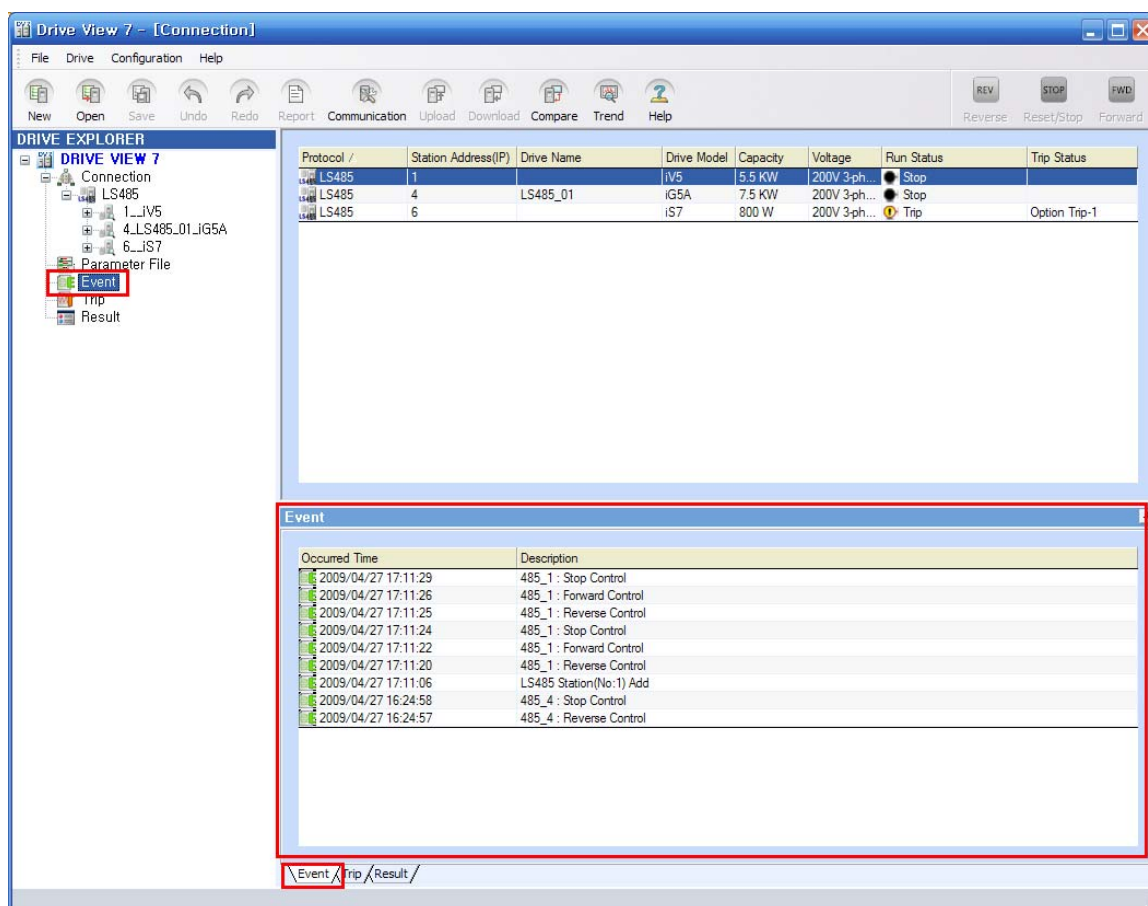 Drive View 7 - [Connection]
File Drive Configuration Help
New Open Save Undo Redo Report Communication Upload Download Compare Trend Help Reverse Reset/Stop Forward
REV STOP FWD
DRIVE EXPLORER
DRIVE VIEW 7
Connection
LS485
1__iV5
4_LS485_01_iG5A
6__iS7
Parameter File
Event
Trip
Result
Protocol / Station Address(IP) Drive Name Drive Model Capacity Voltage Run Status Trip Status
LS485 1 iV5 5.5 KW 200V 3-ph... Stop
LS485 4 LS485_01 iG5A 7.5 KW 200V 3-ph... Stop
LS485 6 iS7 800 W 200V 3-ph... Trip Option Trip-1
Event
Occurred Time Description
2009/04/27 17:11:29 485_1 : Stop Control
2009/04/27 17:11:26 485_1 : Forward Control
2009/04/27 17:11:25 485_1 : Reverse Control
2009/04/27 17:11:24 485_1 : Stop Control
2009/04/27 17:11:22 485_1 : Forward Control
2009/04/27 17:11:20 485_1 : Reverse Control
2009/04/27 17:11:06 LS485 Station(No:1) Add
2009/04/27 16:24:58 485_4 : Stop Control
2009/04/27 16:24:57 485_4 : Reverse Control
Event Trip Result